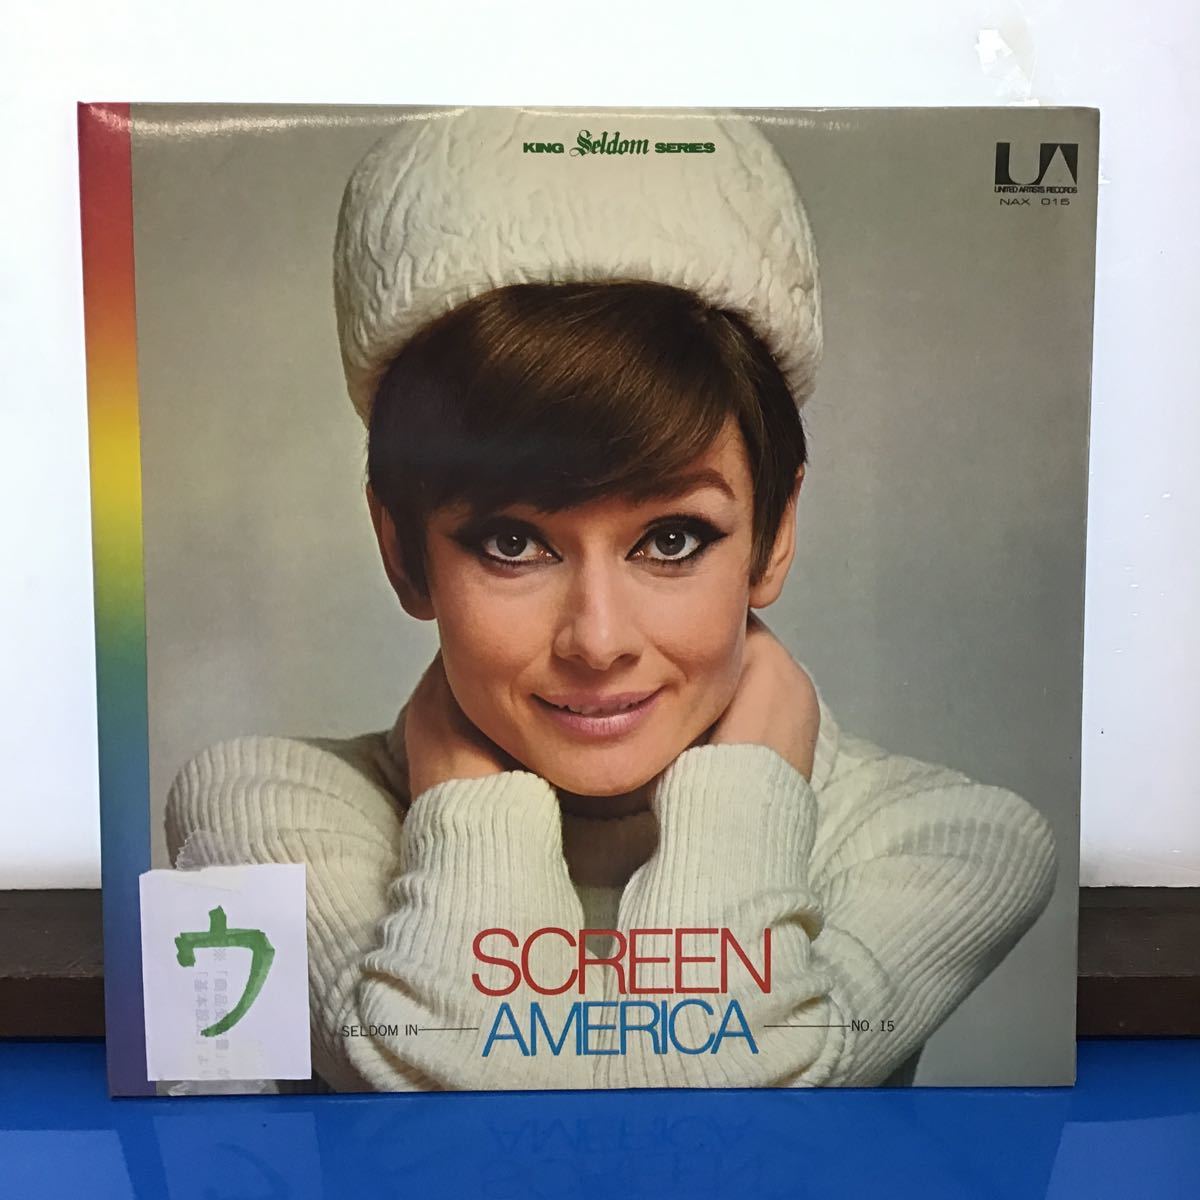 KING Seldom SERIES
UA
UNITED ARTISTS RECORDS
NAX 015
SCREEN
SELDOM IN AMERICA NO. 15
ウ